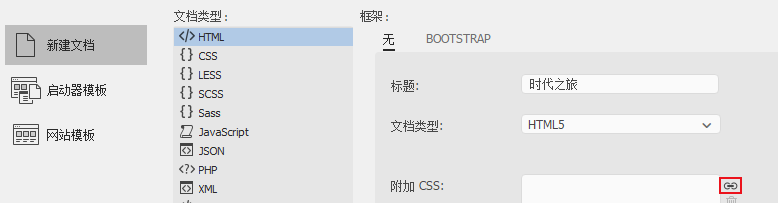 新建文档
启动器模板
网站模板
文档类型:
HTML
CSS
LESS
SCSS
Sass
JavaScript
JSON
PHP
XML
框架:
无 BOOTSTRAP
标题: 时代之旅
文档类型: HTML5
附加 CSS: